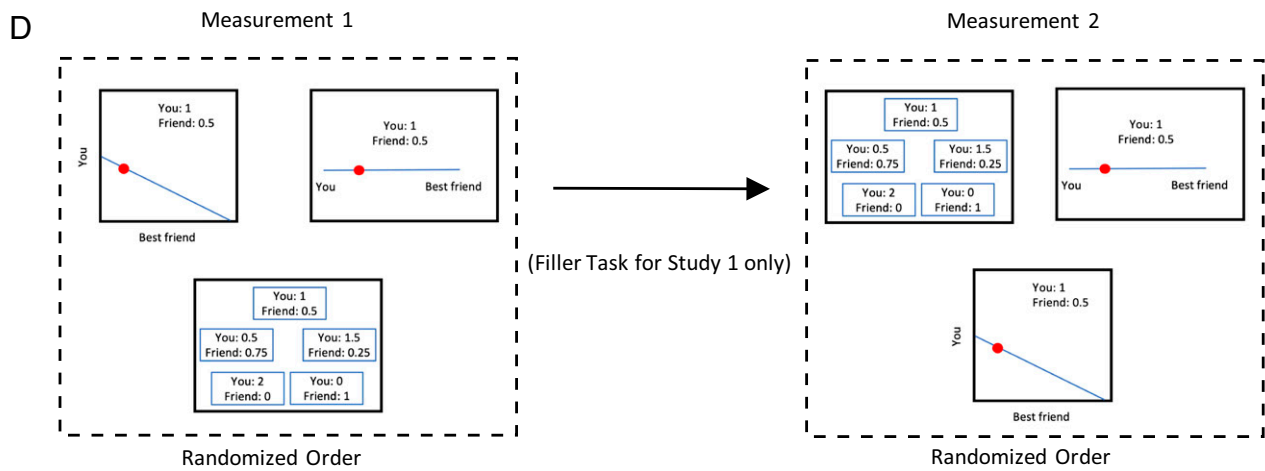 D
Measurement 1
You: 1
Friend: 0.5
You
Best friend
You: 1
Friend: 0.5
You
Best friend
You: 1
Friend: 0.5
You: 0.5
Friend: 0.75
You: 1.5
Friend: 0.25
You: 2
Friend: 0
You: 0
Friend: 1
Randomized Order
(Filler Task for Study 1 only)
Measurement 2
You: 1
Friend: 0.5
You: 0.5
Friend: 0.75
You: 1.5
Friend: 0.25
You: 2
Friend: 0
You: 0
Friend: 1
You: 1
Friend: 0.5
You
Best friend
You: 1
Friend: 0.5
You
Best friend
Randomized Order